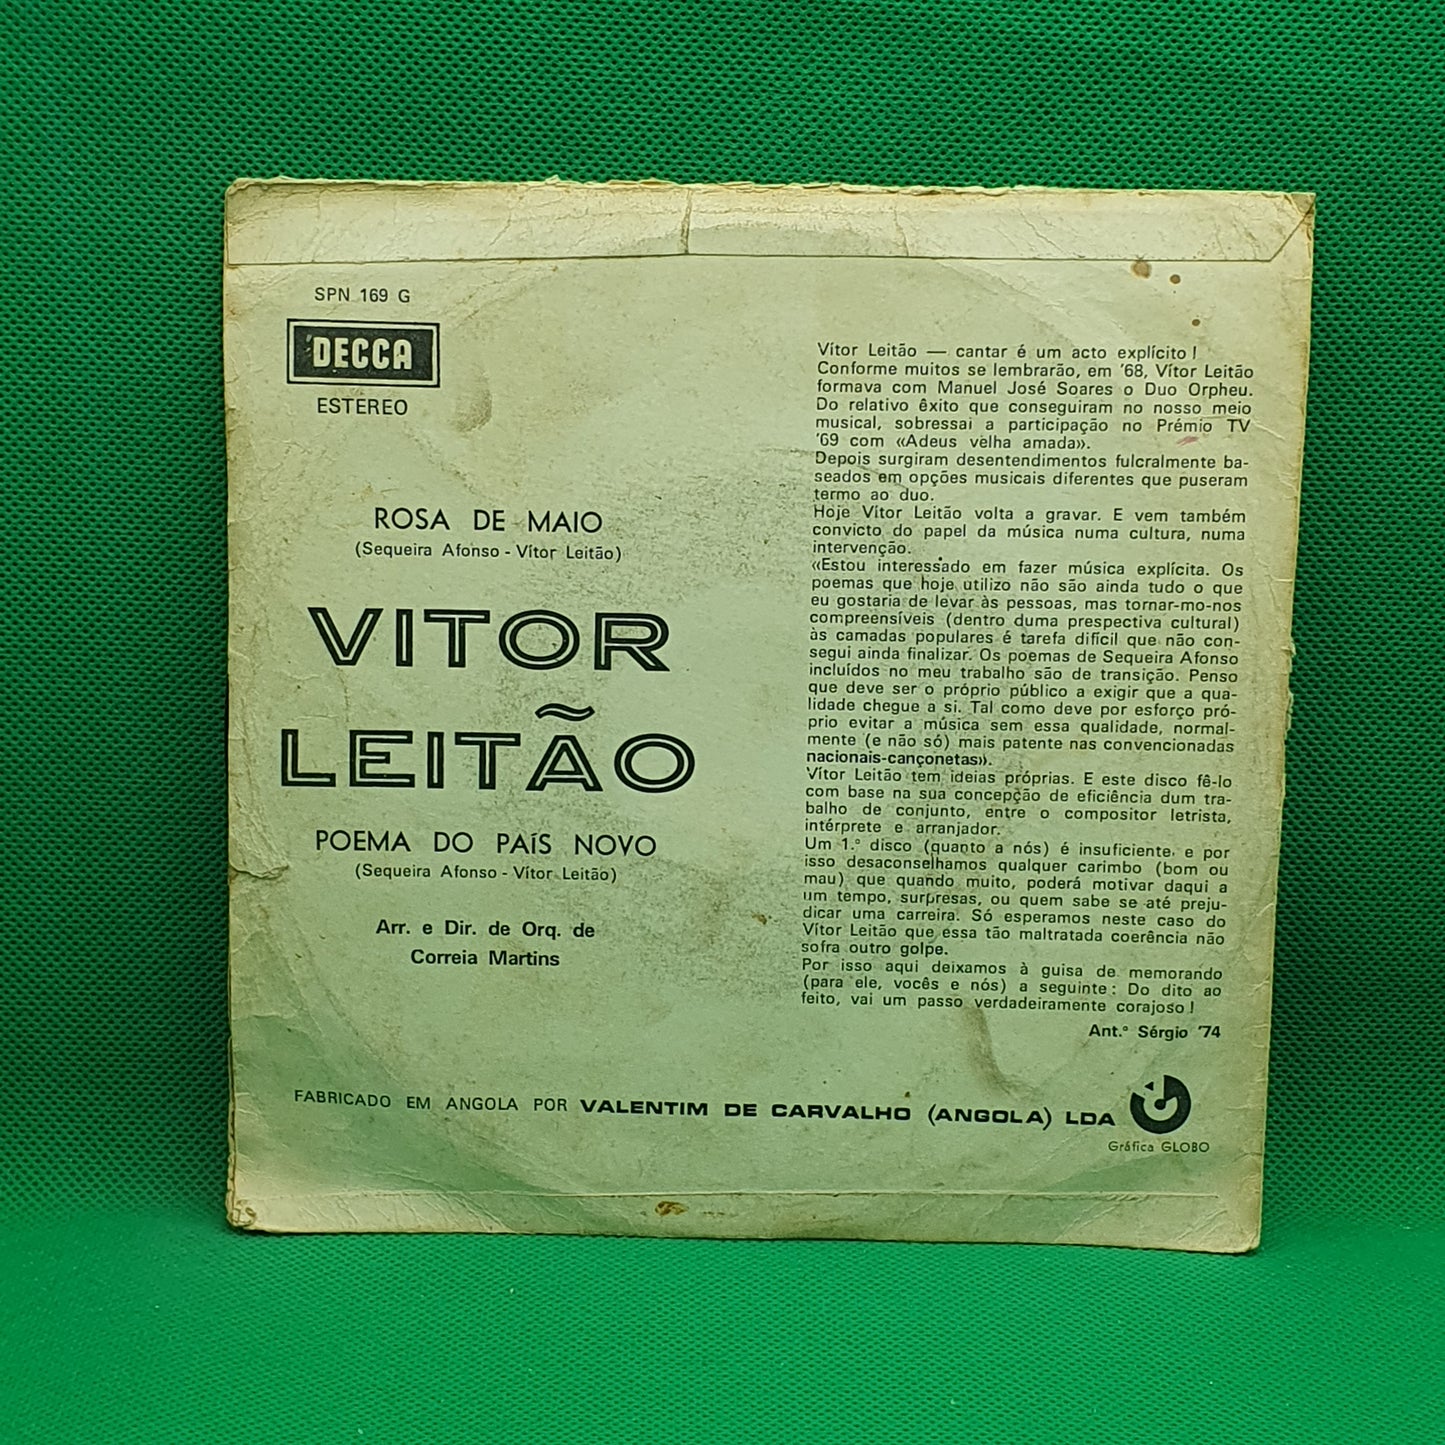 SPN 169 G
DECCA
ESTEREO
ROSA DE MAIO
(Sequeira Afonso - Vítor Leitão)
VITOR
LEITÃO
POEMA DO PAÍS NOVO
(Sequeira Afonso - Vítor Leitão)
Arr. e Dir. de Orq. de
Correia Martins
Vítor Leitão — cantar é um acto explícito!
Conforme muitos se lembrarão, em '68, Vítor Leitão
formava com Manuel José Soares o Duo Orpheu.
Do relativo êxito que conseguiram no nosso meio
musical, sobressai a participação no Prémio TV
'69 com «Adeus velha amada».
Depois surgiram desentendimentos fulcralmente ba-
seados em opções musicais diferentes que puseram
termo ao duo.
Hoje Vítor Leitão volta a gravar. E vem também
convicto do papel da música numa cultura, numa
intervenção.
«Estou interessado em fazer música explícita. Os
poemas que hoje utilizo não são ainda tudo o que
eu gostaria de levar às pessoas, mas tornar-mo-nos
compreensíveis (dentro duma prespectiva cultural)
às camadas populares é tarefa difícil que não con-
segui ainda finalizar. Os poemas de Sequeira Afonso
incluídos no meu trabalho são de transição. Penso
que deve ser o próprio público a exigir que a qua-
lidade chegue a si. Tal como deve por esforço pró-
prio evitar a música sem essa qualidade, normal-
mente (e não só) mais patente nas convencionadas
nacionais-cançonetas».
Vítor Leitão tem ideias próprias. E este disco fê-lo
com base na sua concepção de eficiência dum tra-
balho de conjunto, entre o compositor letrista,
intérprete e arranjador.
Um 1.º disco (quanto a nós) é insuficiente, e por
isso desaconselhamos qualquer carimbo (bom ou
mau) que quando muito, poderá motivar daqui a
um tempo, surpresas, ou quem sabe se até preju-
dicar uma carreira. Só esperamos neste caso do
Vítor Leitão que essa tão maltratada coerência não
sofra outro golpe.
Por isso aqui deixamos à guisa de memorando
(para ele, vocês e nós) a seguinte: Do dito ao
feito, vai um passo verdadeiramente corajoso!
Ant.º Sérgio '74
FABRICADO EM ANGOLA POR VALENTIM DE CARVALHO (ANGOLA) LDA
Gráfica GLOBO